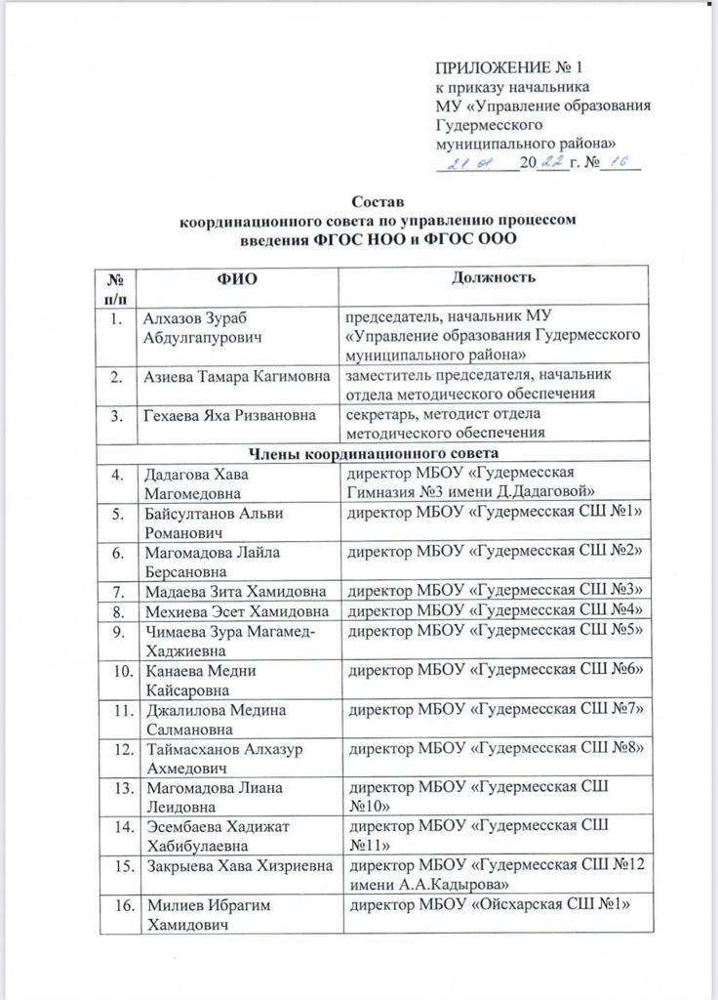 ПРИЛОЖЕНИЕ № 1
к приказу начальника
МУ «Управление образования
Гудермесского
муниципального района»
21 01 2022г. № 16
Состав
координационного совета по управлению процессом
введения ФГОС НОО и ФГОС ООО
№ п/п ФИО Должность
1. Алхазов Зураб председатель, начальник МУ
Абдулгапурович «Управление образования Гудермесского
муниципального района»
2. Азиева Тамара Кагимовна заместитель председателя, начальник
отдела методического обеспечения
3. Гехаева Яха Ризвановна секретарь, методист отдела
методического обеспечения
Члены координационного совета
4. Дадагова Хава директор МБОУ «Гудермесская
Магомедовна Гимназия №3 имени Д.Дадаговой»
5. Байсултанов Альви директор МБОУ «Гудермесская СШ №1»
Романович
6. Магомадова Лайла директор МБОУ «Гудермесская СШ №2»
Берсановна
7. Мадаева Зита Хамидовна директор МБОУ «Гудермесская СШ №3»
8. Мехиева Эсет Хамидовна директор МБОУ «Гудермесская СШ №4»
9. Чимаева Зура Магамед- директор МБОУ «Гудермесская СШ №5»
Хаджиевна
10. Канаева Медни директор МБОУ «Гудермесская СШ №6»
Кайсаровна
11. Джалилова Медина директор МБОУ «Гудермесская СШ №7»
Салмановна
12. Таймасханов Алхазур директор МБОУ «Гудермесская СШ №8»
Ахмедович
13. Магомадова Лиана директор МБОУ «Гудермесская СШ
Леидовна №10»
14. Эсембаева Хадижат директор МБОУ «Гудермесская СШ
Хабибулаевна №11»
15. Закрыева Хава Хизриевна директор МБОУ «Гудермесская СШ №12
имени А.А.Кадырова»
16. Милиев Ибрагим директор МБОУ «Ойсхарская СШ №1»
Хамидович